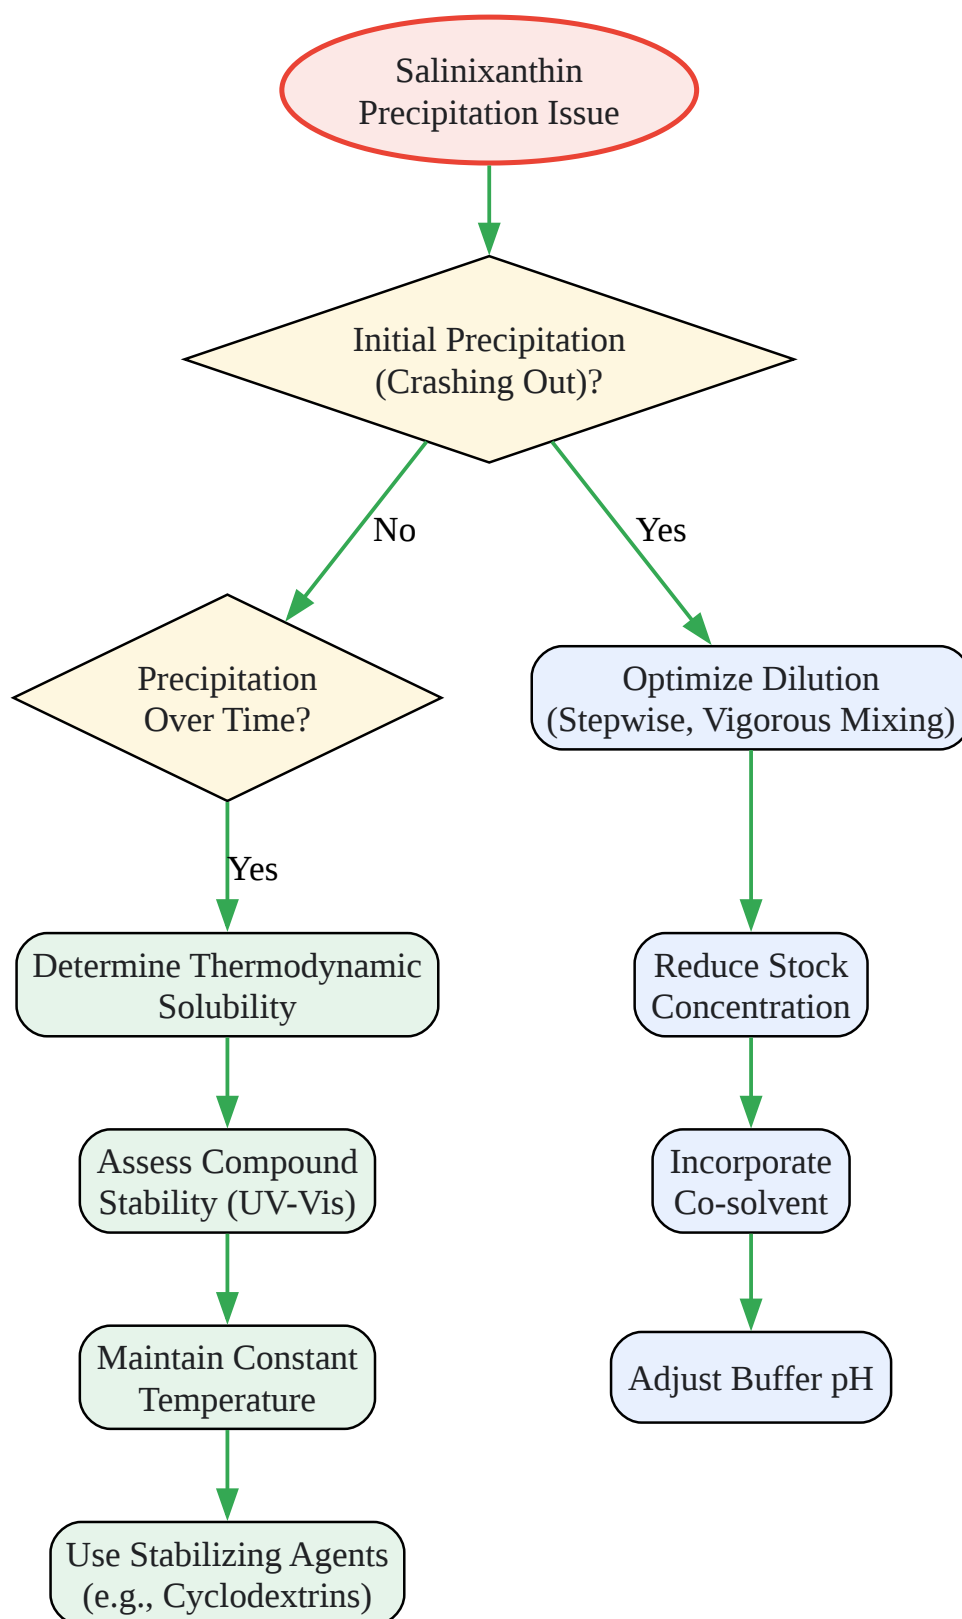 Salinixanthin
Precipitation Issue
Initial Precipitation
(Crashing Out)?
No
Yes
Precipitation
Over Time?
Optimize Dilution
(Stepwise, Vigorous Mixing)
Yes
Determine Thermodynamic
Solubility
Reduce Stock
Concentration
Assess Compound
Stability (UV-Vis)
Incorporate
Co-solvent
Maintain Constant
Temperature
Adjust Buffer pH
Use Stabilizing Agents
(e.g., Cyclodextrins)